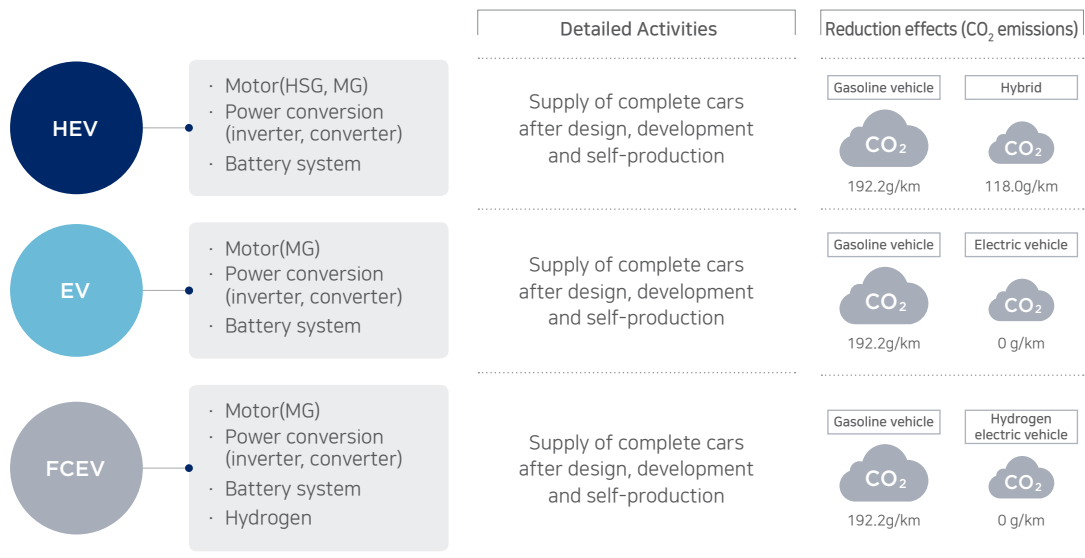 Detailed Activities
Reduction effects (CO₂ emissions)
HEV
· Motor(HSG, MG)
· Power conversion
(inverter, converter)
· Battery system
Supply of complete cars
after design, development
and self-production
Gasoline vehicle
CO₂
192.2g/km
Hybrid
CO₂
118.0g/km
EV
· Motor(MG)
· Power conversion
(inverter, converter)
· Battery system
Supply of complete cars
after design, development
and self-production
Gasoline vehicle
CO₂
192.2g/km
Electric vehicle
CO₂
0 g/km
FCEV
· Motor(MG)
· Power conversion
(inverter, converter)
· Battery system
· Hydrogen
Supply of complete cars
after design, development
and self-production
Gasoline vehicle
CO₂
192.2g/km
Hydrogen
electric vehicle
CO₂
0 g/km